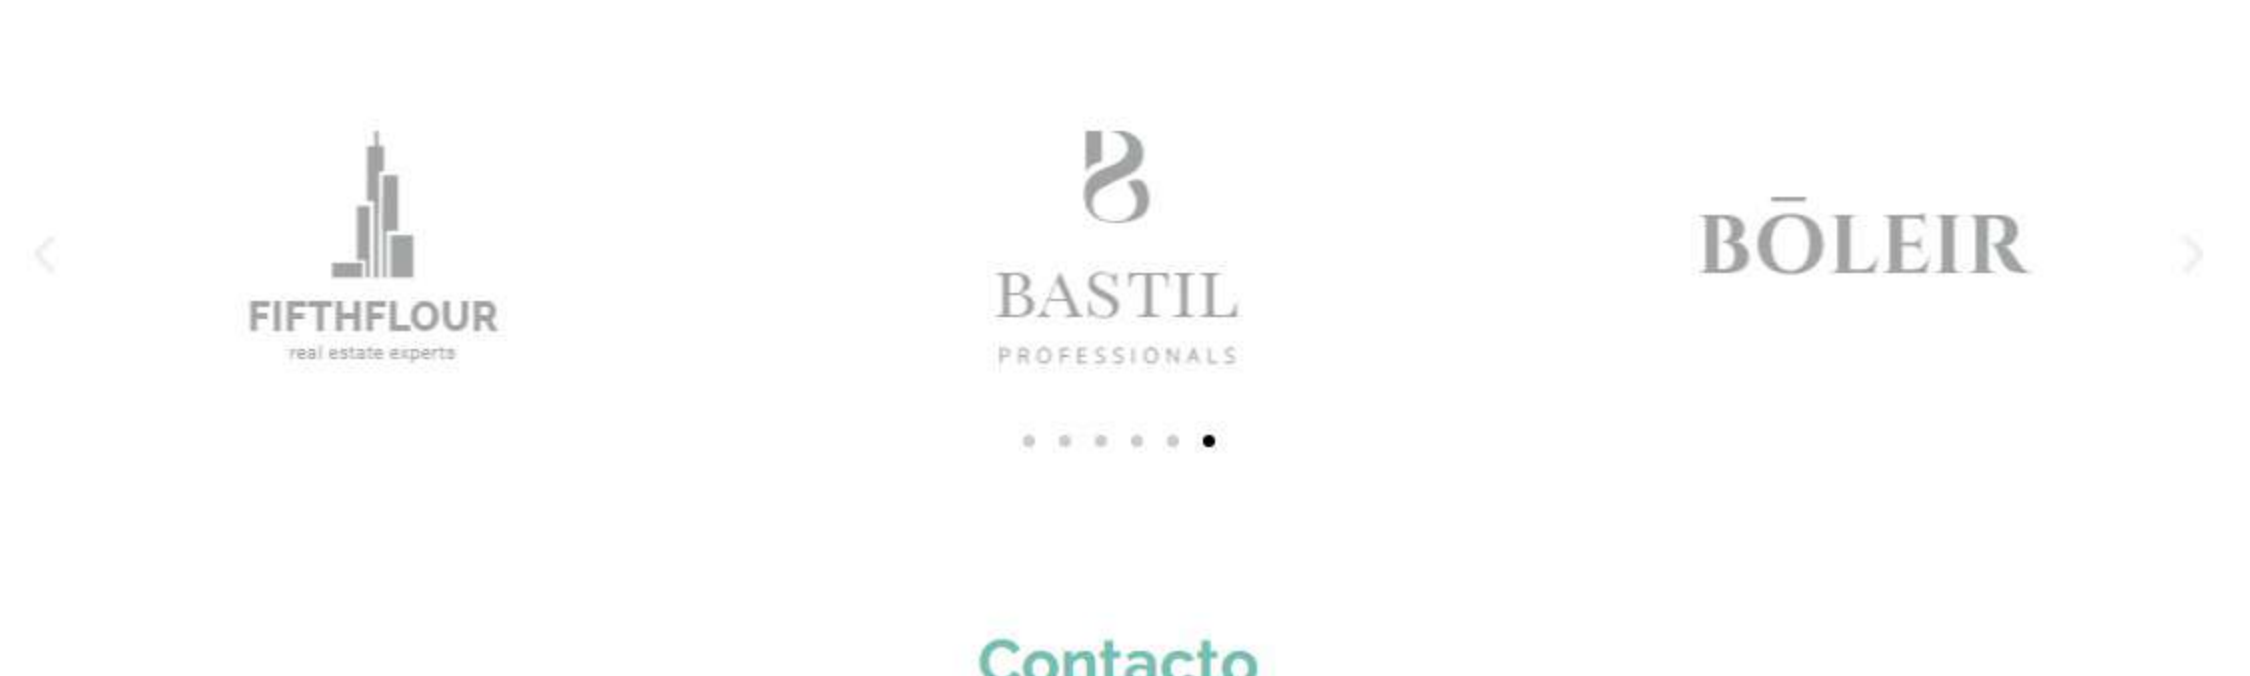 FIFTHFLOUR
real estate experts
BASTIL
PROFESSIONALS
BŌLEIR
Contacto